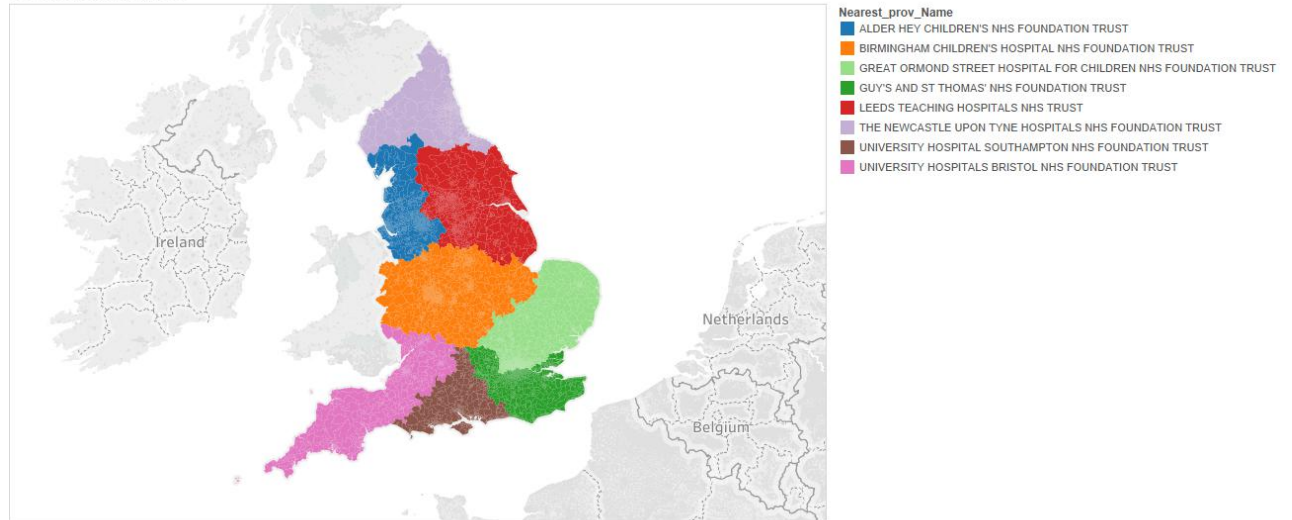 Nearest_prov_Name
ALDER HEY CHILDREN'S NHS FOUNDATION TRUST
BIRMINGHAM CHILDREN'S HOSPITAL NHS FOUNDATION TRUST
GREAT ORMOND STREET HOSPITAL FOR CHILDREN NHS FOUNDATION TRUST
GUY'S AND ST THOMAS' NHS FOUNDATION TRUST
LEEDS TEACHING HOSPITALS NHS TRUST
THE NEWCASTLE UPON TYNE HOSPITALS NHS FOUNDATION TRUST
UNIVERSITY HOSPITAL SOUTHAMPTON NHS FOUNDATION TRUST
UNIVERSITY HOSPITALS BRISTOL NHS FOUNDATION TRUST
Ireland
Netherlands
Belgium